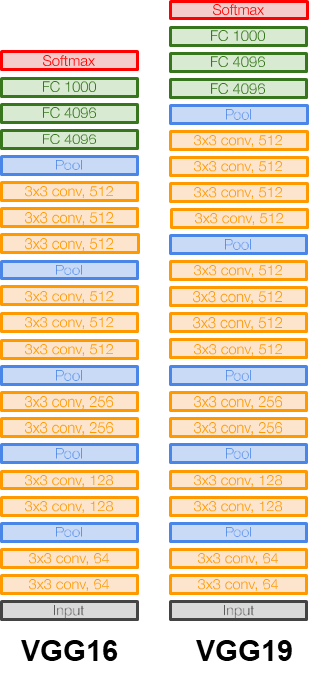 Softmax
FC 1000
FC 4096
FC 4096
Pool
3x3 conv, 512
3x3 conv, 512
3x3 conv, 512
Pool
3x3 conv, 512
3x3 conv, 512
3x3 conv, 512
Pool
3x3 conv, 256
3x3 conv, 256
Pool
3x3 conv, 128
3x3 conv, 128
Pool
3x3 conv, 64
3x3 conv, 64
Input
VGG16
Softmax
FC 1000
FC 4096
FC 4096
Pool
3x3 conv, 512
3x3 conv, 512
3x3 conv, 512
3x3 conv, 512
Pool
3x3 conv, 512
3x3 conv, 512
3x3 conv, 512
3x3 conv, 512
Pool
3x3 conv, 256
3x3 conv, 256
Pool
3x3 conv, 128
3x3 conv, 128
Pool
3x3 conv, 64
3x3 conv, 64
Input
VGG19